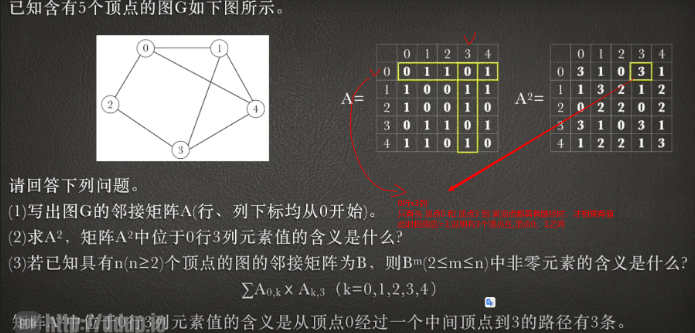 已知含有5个顶点的图G如下图所示。
0 1
2 4
3
A=
0 1 2 3 4
0 0 1 1 0 1
1 1 0 0 1 1
2 1 0 0 1 0
3 0 1 1 0 1
4 1 1 0 1 0
A²=
0 1 2 3 4
0 3 1 0 3 1
1 1 3 2 1 2
2 0 2 2 0 2
3 3 1 0 3 1
4 1 2 2 1 3
请回答下列问题。
(1)写出图G的邻接矩阵A(行、列下标均从0开始)。
(2)求A²，矩阵A²中位于0行3列元素值的含义是什么?
(3)若已知具有n(n≥2)个顶点的图的邻接矩阵为B，则Bᵐ(2≤m≤n)中非零元素的含义是什么?
∑A₀,ₖ x Aₖ,₃（k=0,1,2,3,4）
矩阵中位于0行3列元素值的含义是从顶点0经过一个中间顶点到3的路径有3条。